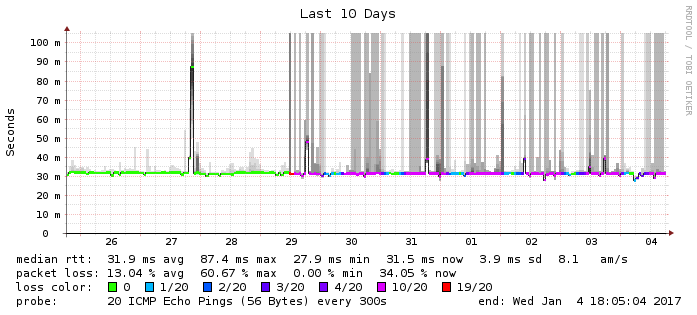 Last 10 Days
RRDTOOL / TOBI OETIKER
Seconds
100 m
90 m
80 m
70 m
60 m
50 m
40 m
30 m
20 m
10 m
0
26 27 28 29 30 31 01 02 03 04
median rtt: 31.9 ms avg 87.4 ms max 27.9 ms min 31.5 ms now 3.9 ms sd 8.1 am/s
packet loss: 13.04 % avg 60.67 % max 0.00 % min 34.05 % now
loss color: 0 1/20 2/20 3/20 4/20 10/20 19/20
probe: 20 ICMP Echo Pings (56 Bytes) every 300s end: Wed Jan 4 18:05:04 2017